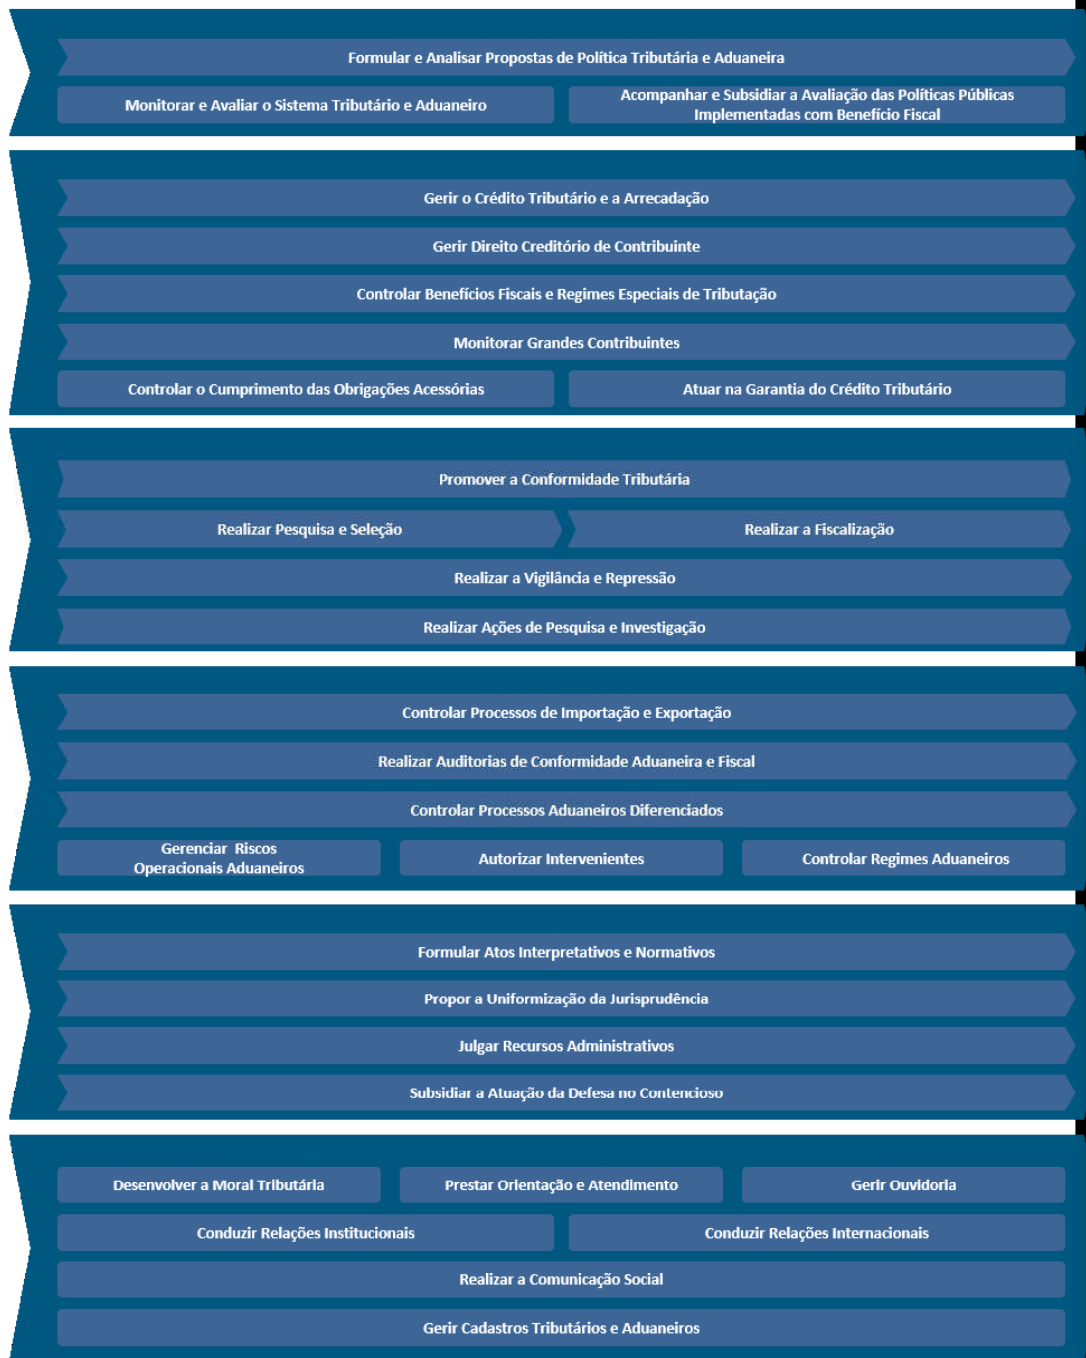 Formular e Analisar Propostas de Política Tributária e Aduaneira
Monitorar e Avaliar o Sistema Tributário e Aduaneiro
Acompanhar e Subsidiar a Avaliação das Políticas Públicas
Implementadas com Benefício Fiscal
Gerir o Crédito Tributário e a Arrecadação
Gerir Direito Creditório de Contribuinte
Controlar Benefícios Fiscais e Regimes Especiais de Tributação
Monitorar Grandes Contribuintes
Controlar o Cumprimento das Obrigações Acessórias
Atuar na Garantia do Crédito Tributário
Promover a Conformidade Tributária
Realizar Pesquisa e Seleção
Realizar a Fiscalização
Realizar a Vigilância e Repressão
Realizar Ações de Pesquisa e Investigação
Controlar Processos de Importação e Exportação
Realizar Auditorias de Conformidade Aduaneira e Fiscal
Controlar Processos Aduaneiros Diferenciados
Gerenciar Riscos
Operacionais Aduaneiros
Autorizar Intervenientes
Controlar Regimes Aduaneiros
Formular Atos Interpretativos e Normativos
Propor a Uniformização da Jurisprudência
Julgar Recursos Administrativos
Subsidiar a Atuação da Defesa no Contencioso
Desenvolver a Moral Tributária
Prestar Orientação e Atendimento
Gerir Ouvidoria
Conduzir Relações Institucionais
Conduzir Relações Internacionais
Realizar a Comunicação Social
Gerir Cadastros Tributários e Aduaneiros